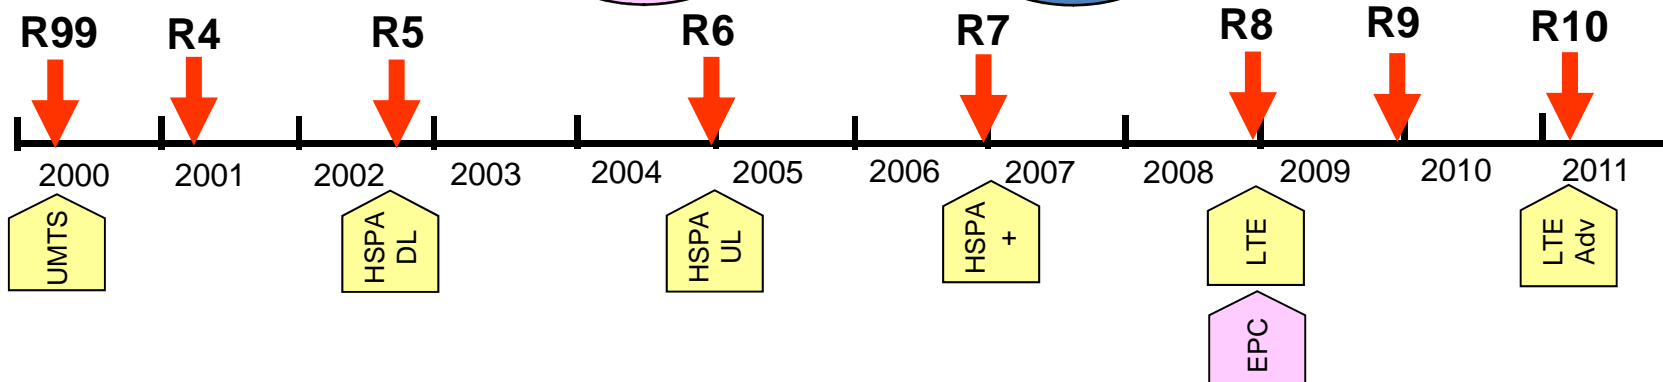 R99 R4 R5 R6 R7 R8 R9 R10
2000 2001 2002 2003 2004 2005 2006 2007 2008 2009 2010 2011
UMTS
HSPA
DL
HSPA
UL
HSPA
+
LTE
LTE
Adv
EPC